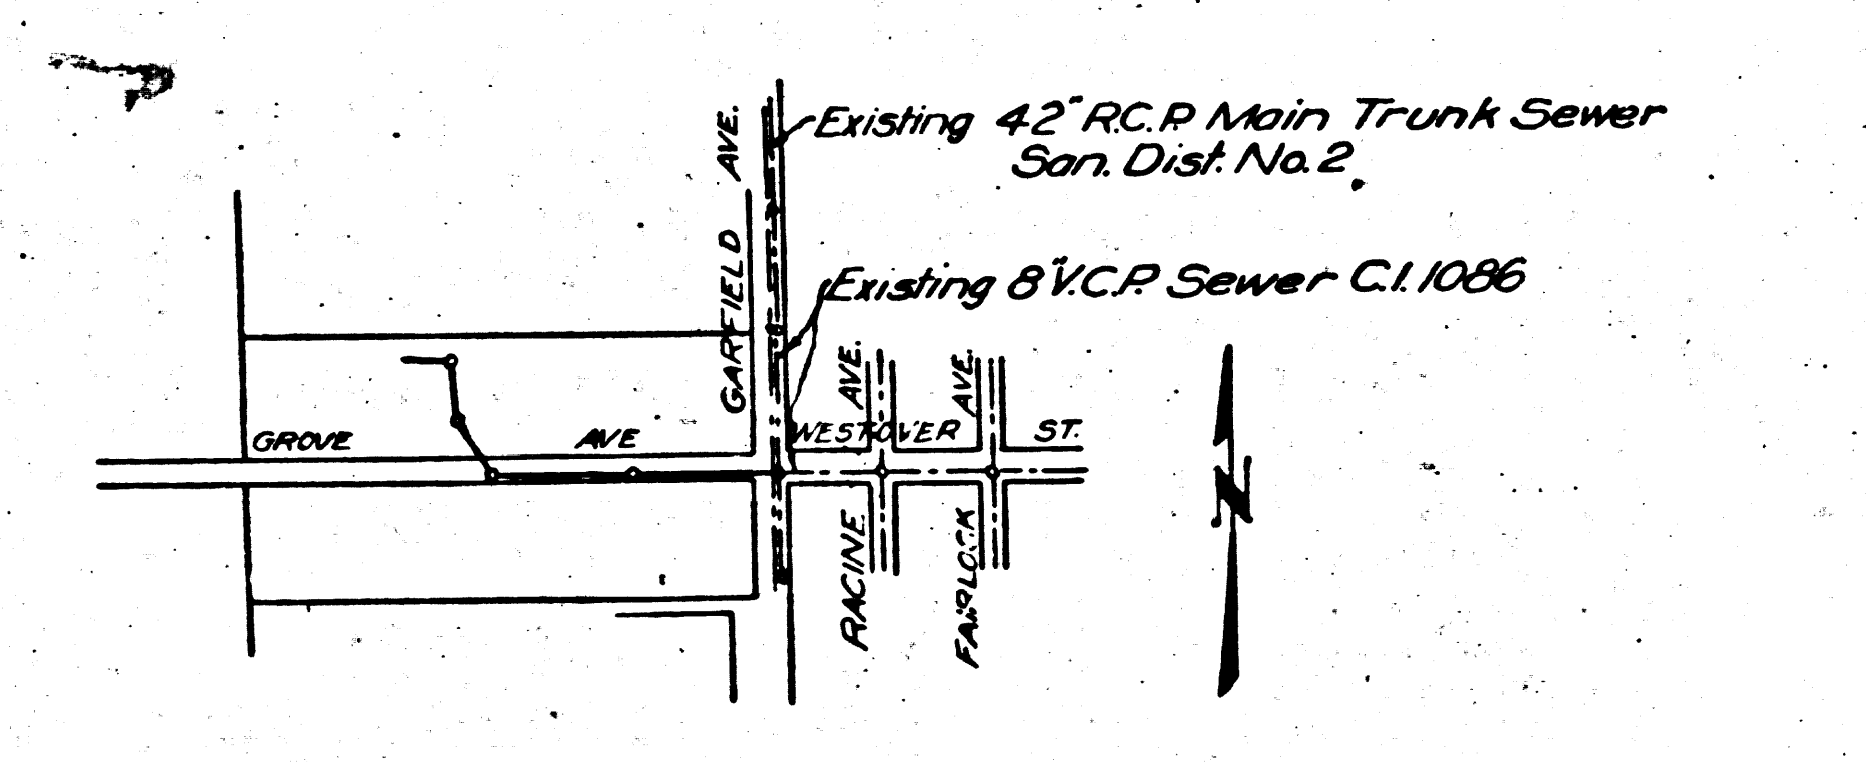 Existing 42" R.C.P. Main Trunk Sewer
San. Dist. No. 2
Existing 8" V.C.P. Sewer C.I. 1086
GARFIELD AVE.
GROVE AVE
WESTOVER ST.
RACINE AVE.
FAIRLOCK AVE.
N